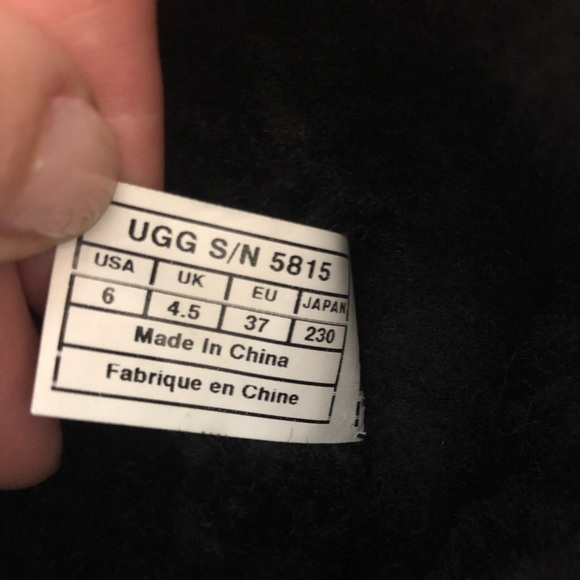 UGG S/N 5815
USA UK EU JAPAN
6 4.5 37 230
Made In China
Fabrique en Chine